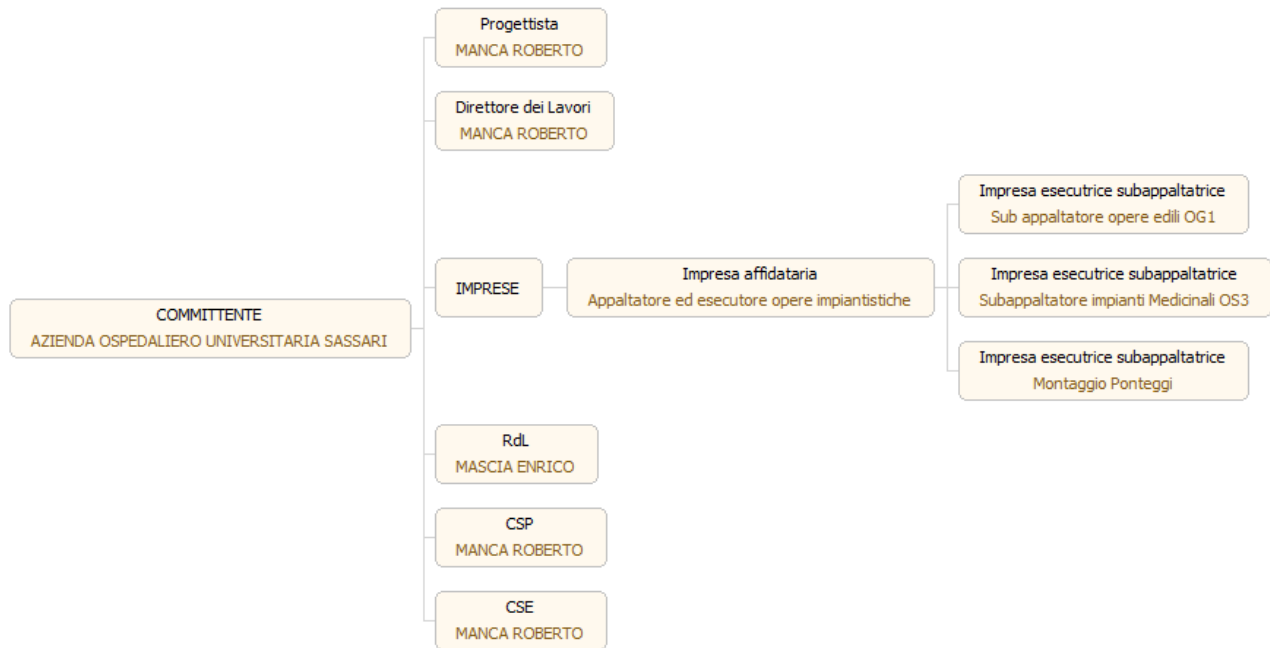 Progettista
MANCA ROBERTO
Direttore dei Lavori
MANCA ROBERTO
Impresa esecutrice subappaltatrice
Sub appaltatore opere edili OG1
IMPRESE
Impresa affidataria
Appaltatore ed esecutore opere impiantistiche
Impresa esecutrice subappaltatrice
Subappaltatore impianti Medicinali OS3
COMMITTENTE
AZIENDA OSPEDALIERO UNIVERSITARIA SASSARI
Impresa esecutrice subappaltatrice
Montaggio Ponteggi
RdL
MASCIA ENRICO
CSP
MANCA ROBERTO
CSE
MANCA ROBERTO